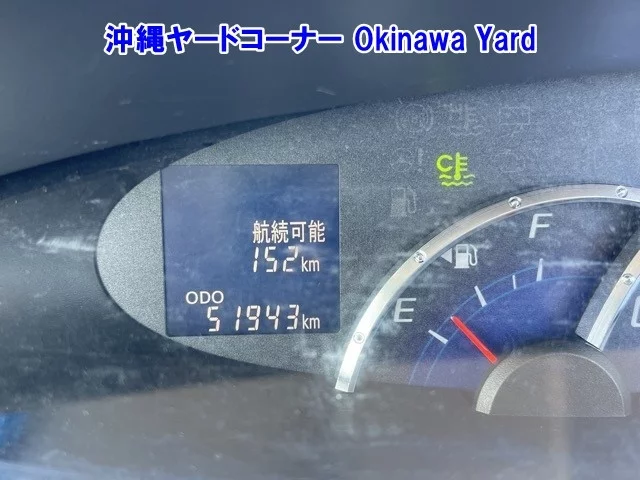 沖縄ヤードコーナー Okinawa Yard
航続可能
152km
ODO
51943km
C
F
E